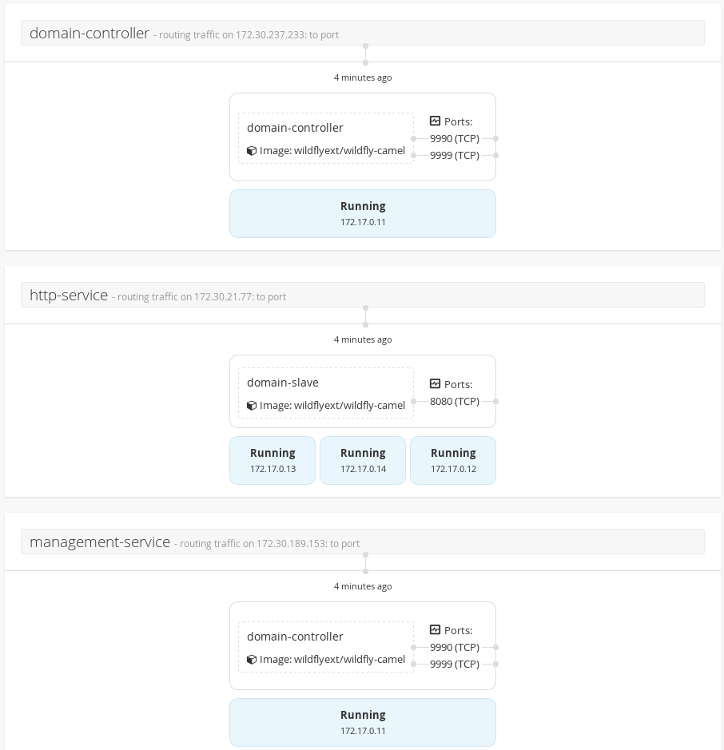 domain-controller - routing traffic on 172.30.237.233: to port
4 minutes ago
domain-controller
Image: wildflyext/wildfly-camel
Ports:
9990 (TCP)
9999 (TCP)
Running
172.17.0.11
http-service - routing traffic on 172.30.21.77: to port
4 minutes ago
domain-slave
Image: wildflyext/wildfly-camel
Ports:
8080 (TCP)
Running Running Running
172.17.0.13 172.17.0.14 172.17.0.12
management-service - routing traffic on 172.30.189.153: to port
4 minutes ago
domain-controller
Image: wildflyext/wildfly-camel
Ports:
9990 (TCP)
9999 (TCP)
Running
172.17.0.11